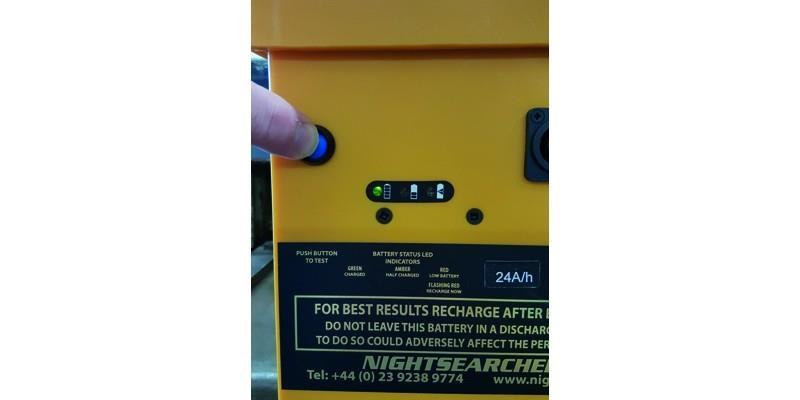 PUSH BUTTON
TO TEST
BATTERY STATUS LED
INDICATORS
GREEN
CHARGED
AMBER
HALF CHARGED
RED
LOW BATTERY
FLASHING RED
RECHARGE NOW
24A/h
FOR BEST RESULTS RECHARGE AFTER
DO NOT LEAVE THIS BATTERY IN A DISCHARG
TO DO SO COULD ADVERSELY AFFECT THE PER
NIGHTSEARCHE
Tel: +44 (0) 23 9238 9774
www.nig